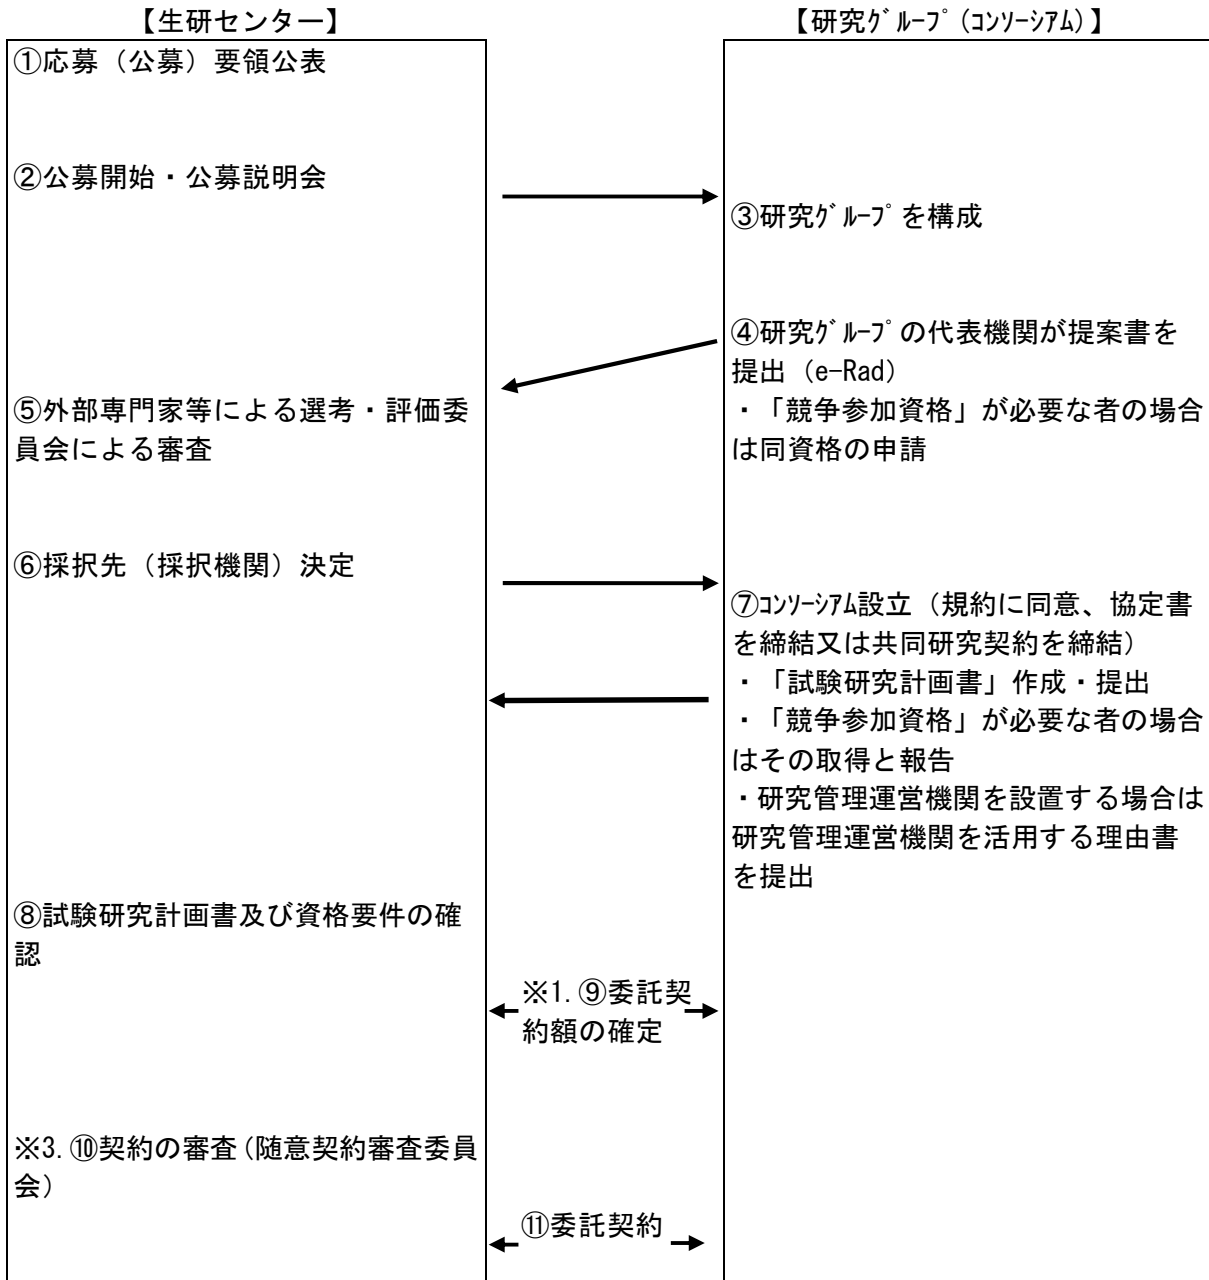 【生研センター】
【研究ｸﾞﾙｰﾌﾟ(ｺﾝｿｰｼｱﾑ)】
①応募（公募）要領公表
②公募開始・公募説明会
③研究ｸﾞﾙｰﾌﾟを構成
④研究ｸﾞﾙｰﾌﾟの代表機関が提案書を
提出（e-Rad）
・「競争参加資格」が必要な者の場合
は同資格の申請
⑤外部専門家等による選考・評価委
員会による審査
⑥採択先（採択機関）決定
⑦ｺﾝｿｰｼｱﾑ設立（規約に同意、協定書
を締結又は共同研究契約を締結）
・「試験研究計画書」作成・提出
・「競争参加資格」が必要な者の場合
はその取得と報告
・研究管理運営機関を設置する場合は
研究管理運営機関を活用する理由書
を提出
⑧試験研究計画書及び資格要件の確
認
※1.⑨委託契
約額の確定
※3.⑩契約の審査(随意契約審査委員
会）
⑪委託契約